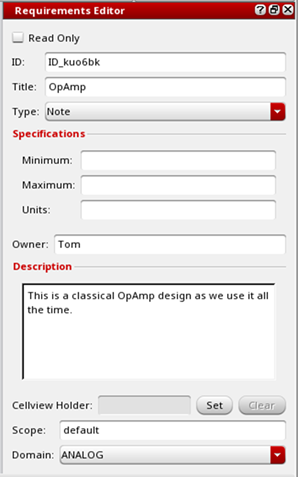 Requirements Editor
Read Only
ID: ID_kuo6bk
Title: OpAmp
Type: Note
Specifications
Minimum:
Maximum:
Units:
Owner: Tom
Description
This is a classical OpAmp design as we use it all
the time.
Cellview Holder: Set Clear
Scope: default
Domain: ANALOG